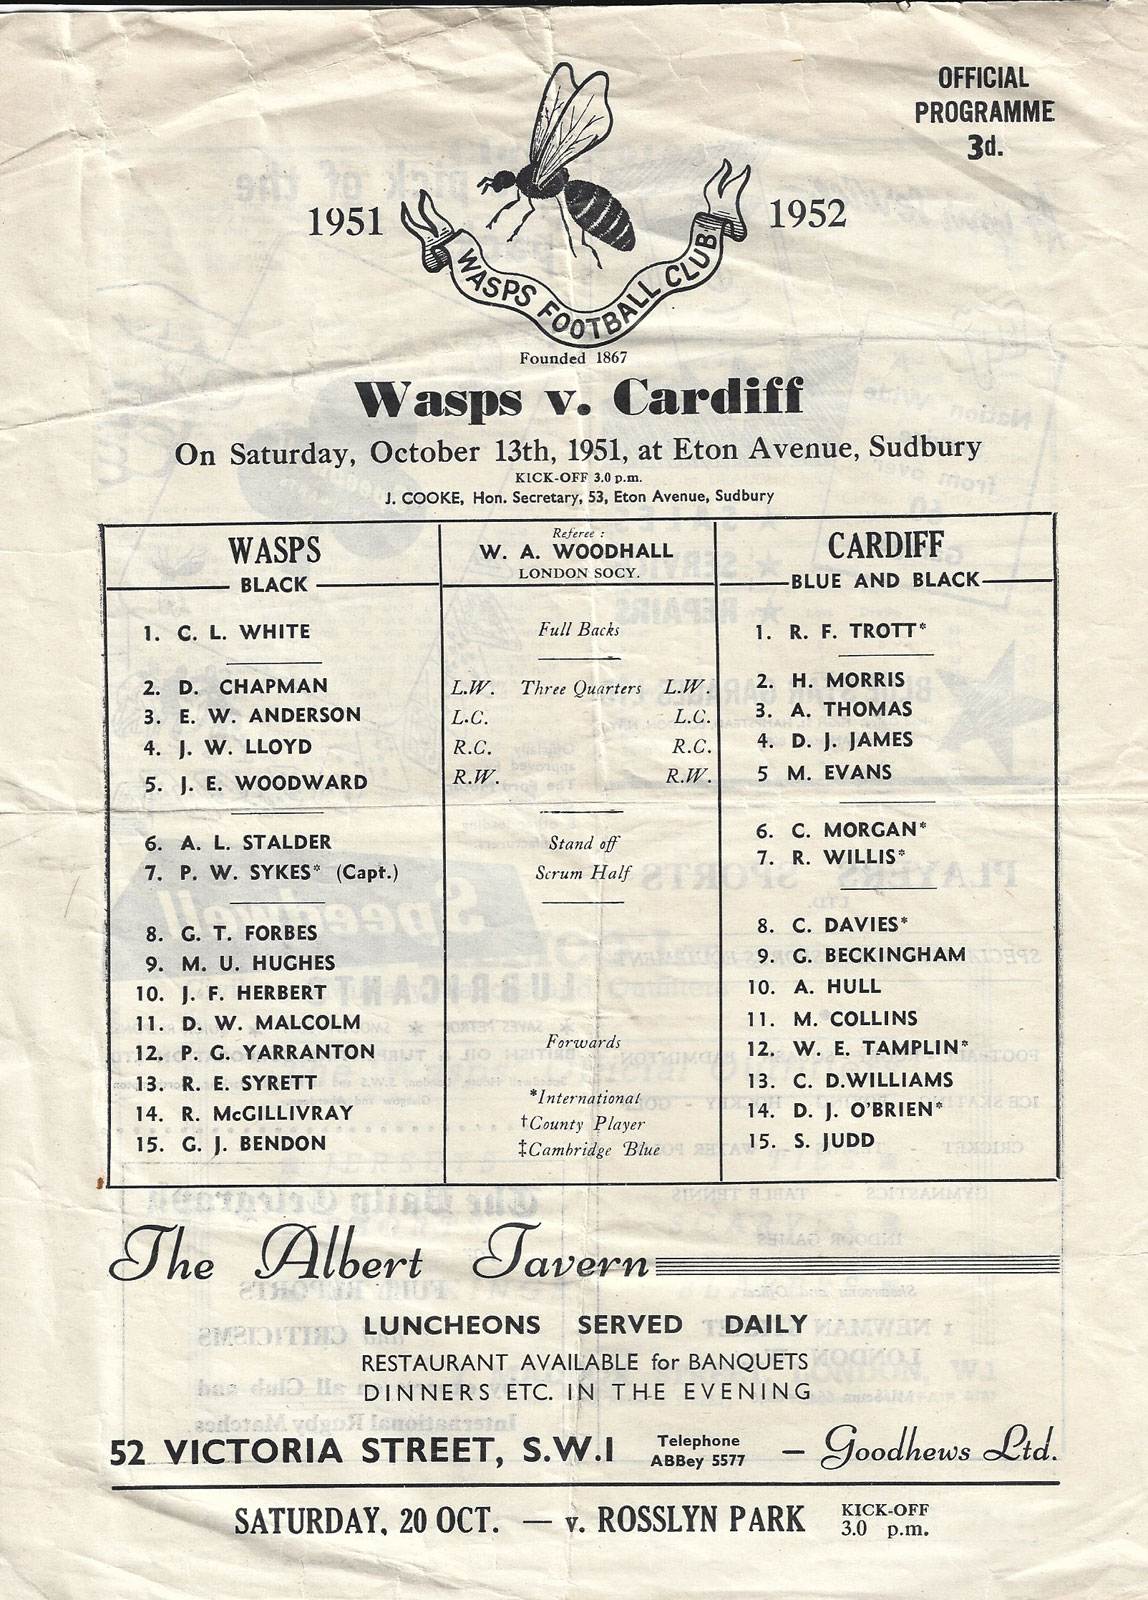 OFFICIAL
PROGRAMME
3d.
1951
1952
WASPS FOOTBALL CLUB
Founded 1867
Wasps v. Cardiff
On Saturday, October 13th, 1951, at Eton Avenue, Sudbury
KICK-OFF 3.0 p.m.
J. COOKE, Hon. Secretary, 53, Eton Avenue, Sudbury
WASPS
BLACK
Referee :
W. A. WOODHALL
LONDON SOCY.
CARDIFF
BLUE AND BLACK
1. C. L. WHITE Full Backs 1. R. F. TROTT*
2. D. CHAPMAN L.W. Three Quarters L.W. 2. H. MORRIS
3. E. W. ANDERSON L.C. L.C. 3. A. THOMAS
4. J. W. LLOYD R.C. R.C. 4. D. J. JAMES
5. J. E. WOODWARD R.W. R.W. 5 M. EVANS
6. A. L. STALDER Stand off 6. C. MORGAN*
7. P. W. SYKES* (Capt.) Scrum Half 7. R. WILLIS*
8. G. T. FORBES 8. C. DAVIES*
9. M. U. HUGHES 9. G. BECKINGHAM
10. J. F. HERBERT 10. A. HULL
11. D. W. MALCOLM 11. M. COLLINS
12. P. G. YARRANTON Forwards 12. W. E. TAMPLIN*
13. R. E. SYRETT 13. C. D. WILLIAMS
14. R. McGILLIVRAY 14. D. J. O'BRIEN*
15. G. J. BENDON 15. S. JUDD
*International
†County Player
‡Cambridge Blue
The Albert Tavern
LUNCHEONS SERVED DAILY
RESTAURANT AVAILABLE for BANQUETS
DINNERS ETC. IN THE EVENING
52 VICTORIA STREET, S.W.1 Telephone ABBey 5577 — Goodhews Ltd.
SATURDAY, 20 OCT. — v. ROSSLYN PARK KICK-OFF 3.0 p.m.